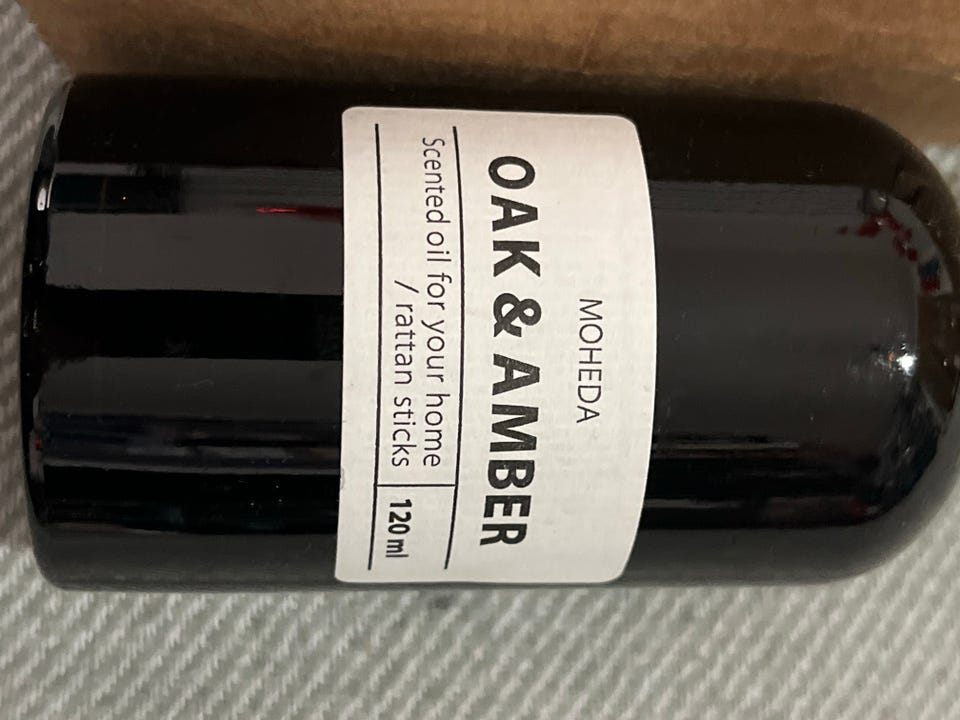 MOHEDA
OAK & AMBER
Scented oil for your home
/ rattan sticks
120 ml